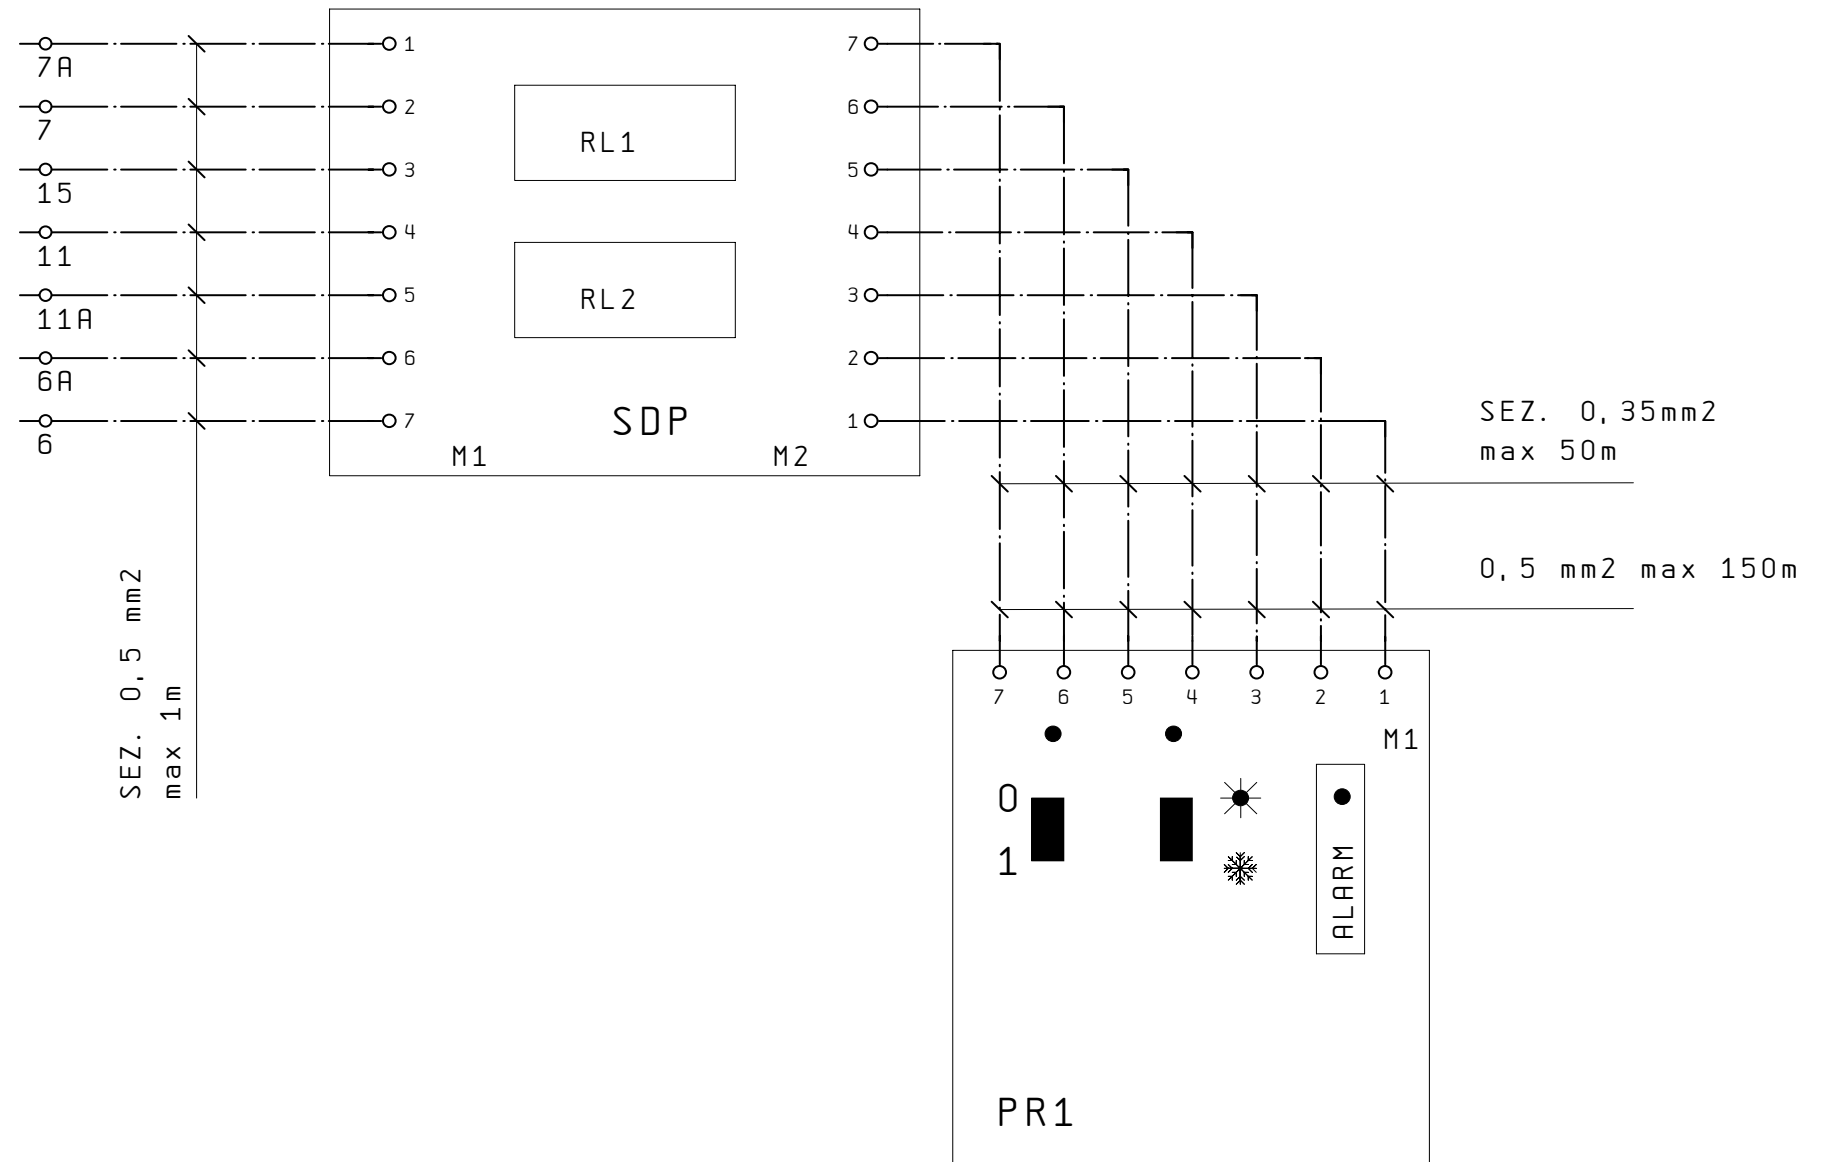 7A
7
15
11
11A
6A
6
1
2
3
4
5
6
7
RL1
RL2
SDP
M1
M2
7
6
5
4
3
2
1
SEZ. 0,5 mm2
max 1m
SEZ. 0,35mm2
max 50m
0,5 mm2 max 150m
7 6 5 4 3 2 1
M1
0
1
ALARM
PR1